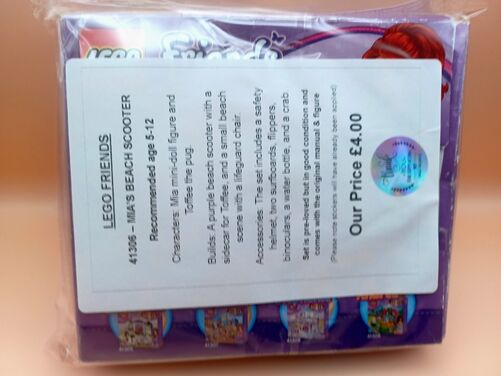 LEGO
Friends
LEGO FRIENDS
41306 – MIA'S BEACH SCOOTER
Recommended age 5-12
Characters: Mia mini-doll figure and
Toffee the pug.
Builds: A purple beach scooter with a
sidecar for Toffee, and a small beach
scene with a lifeguard chair.
Accessories: The set includes a safety
helmet, two surfboards, flippers,
binoculars, a water bottle, and a crab
Set is pre-loved but in good condition and
comes with the original manual & figure
(Please note stickers will have already been applied)
Our Price £4.00